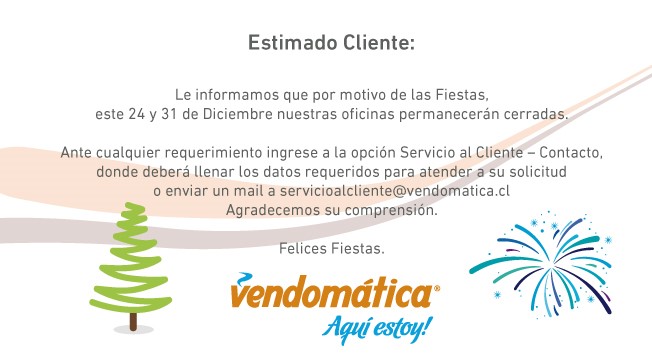 Estimado Cliente:
Le informamos que por motivo de las Fiestas,
este 24 y 31 de Diciembre nuestras oficinas permanecerán cerradas.
Ante cualquier requerimiento ingrese a la opción Servicio al Cliente – Contacto,
donde deberá llenar los datos requeridos para atender a su solicitud
o enviar un mail a servicioalcliente@vendomatica.cl
Agradecemos su comprensión.
Felices Fiestas.
vendomática®
Aquí estoy!